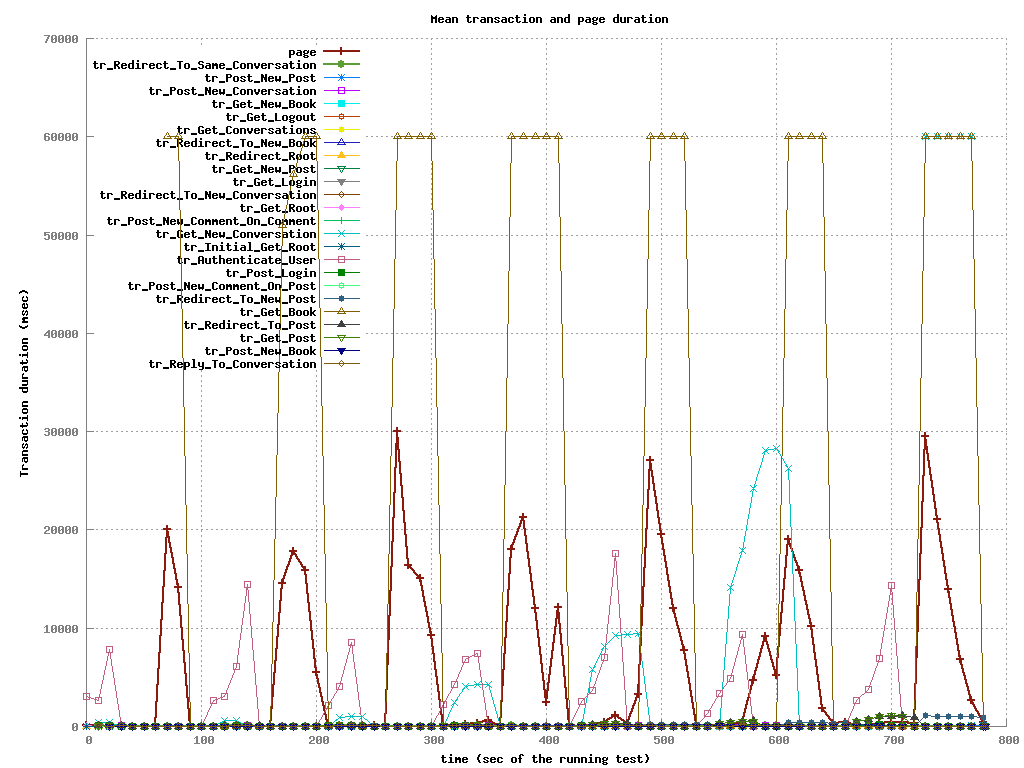 Mean transaction and page duration
70000
60000
50000
40000
30000
20000
10000
0
Transaction duration (msec)
page
tr_Redirect_To_Same_Conversation
tr_Post_New_Post
tr_Post_New_Conversation
tr_Get_New_Book
tr_Get_Logout
tr_Get_Conversations
tr_Redirect_To_New_Book
tr_Redirect_Root
tr_Get_New_Post
tr_Get_Login
tr_Redirect_To_New_Conversation
tr_Get_Root
tr_Post_New_Comment_On_Comment
tr_Get_New_Conversation
tr_Initial_Get_Root
tr_Authenticate_User
tr_Post_Login
tr_Post_New_Comment_On_Post
tr_Redirect_To_New_Post
tr_Get_Book
tr_Redirect_To_Post
tr_Get_Post
tr_Post_New_Book
tr_Reply_To_Conversation
0 100 200 300 400 500 600 700 800
time (sec of the running test)